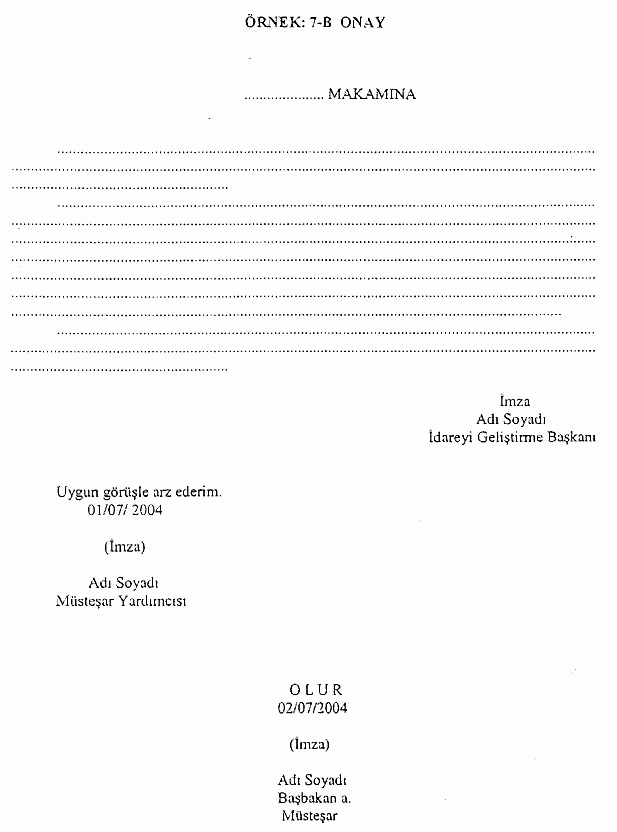 ÖRNEK: 7-B ONAY
..................... MAKAMINA
..........................................................................................................................................
......................................................................................................................................................
........................................................
..........................................................................................................................................
......................................................................................................................................................
......................................................................................................................................................
......................................................................................................................................................
......................................................................................................................................................
......................................................................................................................................................
..............................................................................................................................................
..........................................................................................................................................
......................................................................................................................................................
........................................................
İmza
Adı Soyadı
İdareyi Geliştirme Başkanı
Uygun görüşle arz ederim.
01/07/ 2004
(İmza)
Adı Soyadı
Müsteşar Yardımcısı
O L U R
02/07/2004
(İmza)
Adı Soyadı
Başbakan a.
Müsteşar